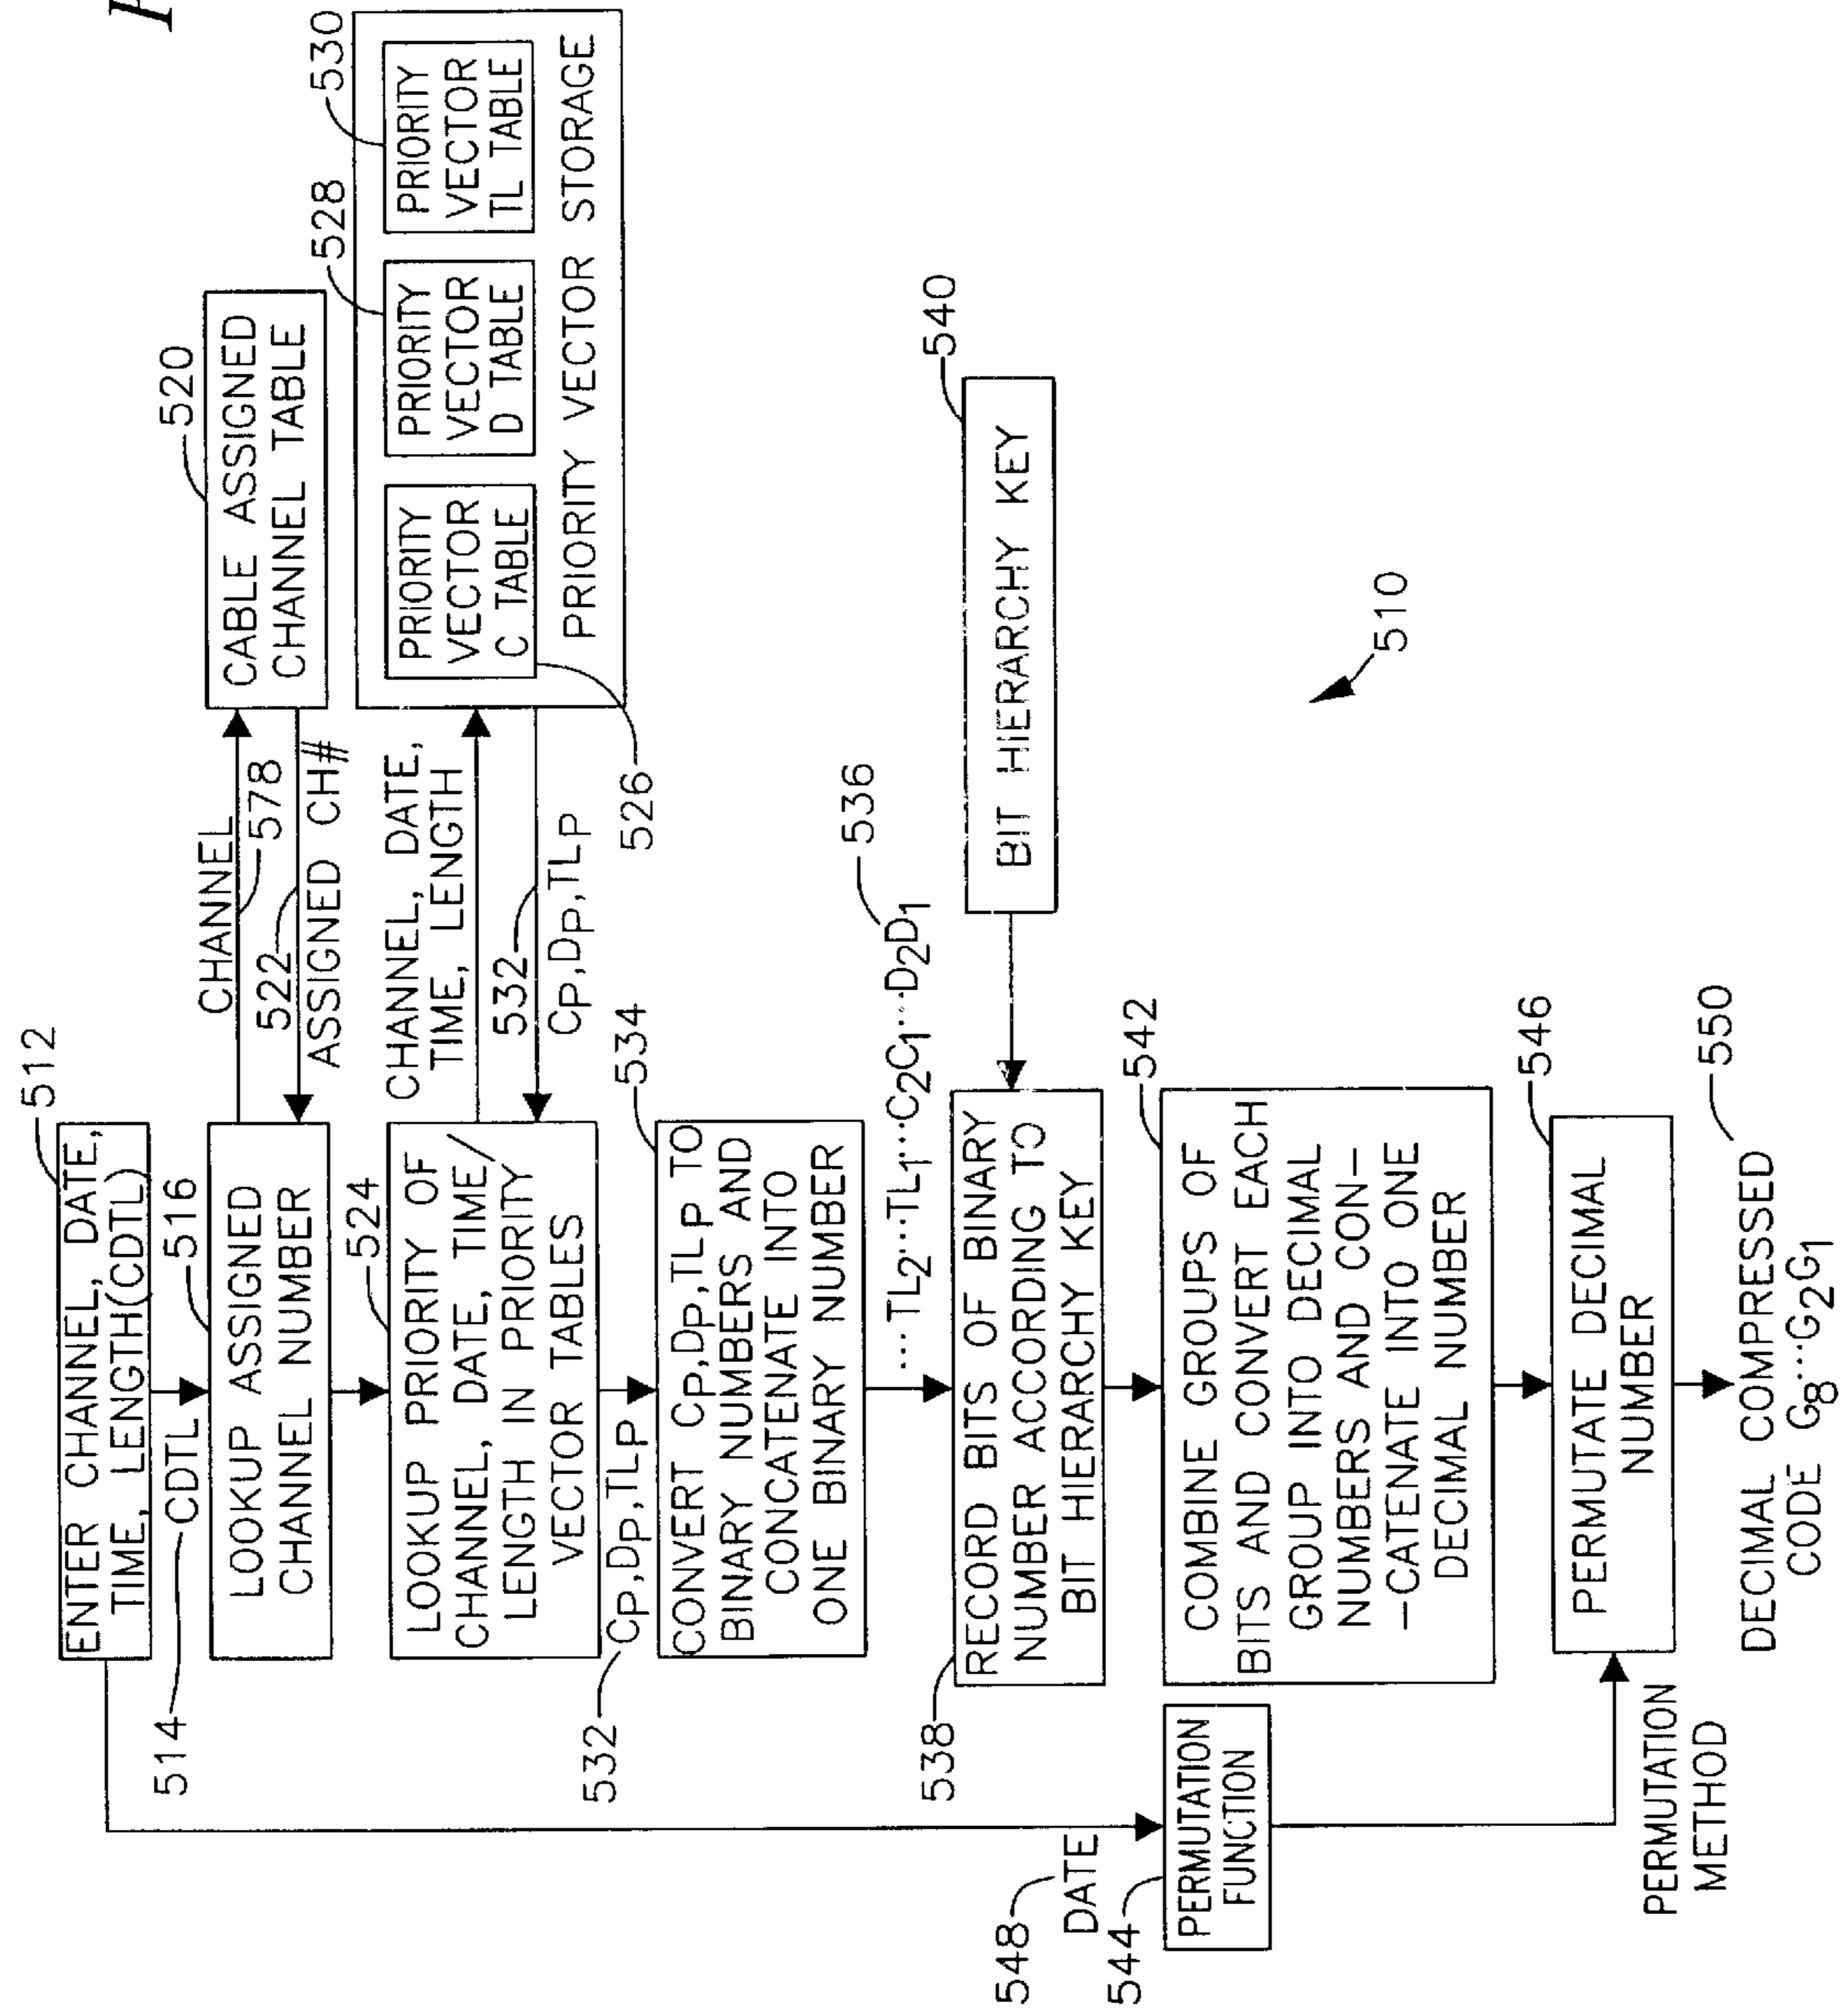 F
512
ENTER CHANNEL, DATE,
TIME, LENGTH(CDTL)
514
CDTL
516
LOOKUP ASSIGNED
CHANNEL NUMBER
CHANNEL
578
522
ASSIGNED CH#
520
CABLE ASSIGNED
CHANNEL TABLE
524
LOOKUP PRIORITY OF
CHANNEL, DATE, TIME/
LENGTH IN PRIORITY
VECTOR TABLES
CHANNEL, DATE,
TIME, LENGTH
532
CP,DP,TLP
526
PRIORITY
VECTOR
C TABLE
528
PRIORITY
VECTOR
D TABLE
530
PRIORITY
VECTOR
TL TABLE
PRIORITY VECTOR STORAGE
532
CP,DP,TLP
534
CONVERT CP,DP,TLP TO
BINARY NUMBERS AND
CONCATENATE INTO
ONE BINARY NUMBER
...TL2...TL1...C2C1...D2D1
536
538
RECORD BITS OF BINARY
NUMBER ACCORDING TO
BIT HIERARCHY KEY
540
BIT HIERARCHY KEY
542
COMBINE GROUPS OF
BITS AND CONVERT EACH
GROUP INTO DECIMAL
NUMBERS AND CON-
-CATENATE INTO ONE
DECIMAL NUMBER
548
DATE
544
PERMUTATION
FUNCTION
PERMUTATION
METHOD
546
PERMUTATE DECIMAL
NUMBER
550
DECIMAL COMPRESSED
CODE G8...G2G1
510